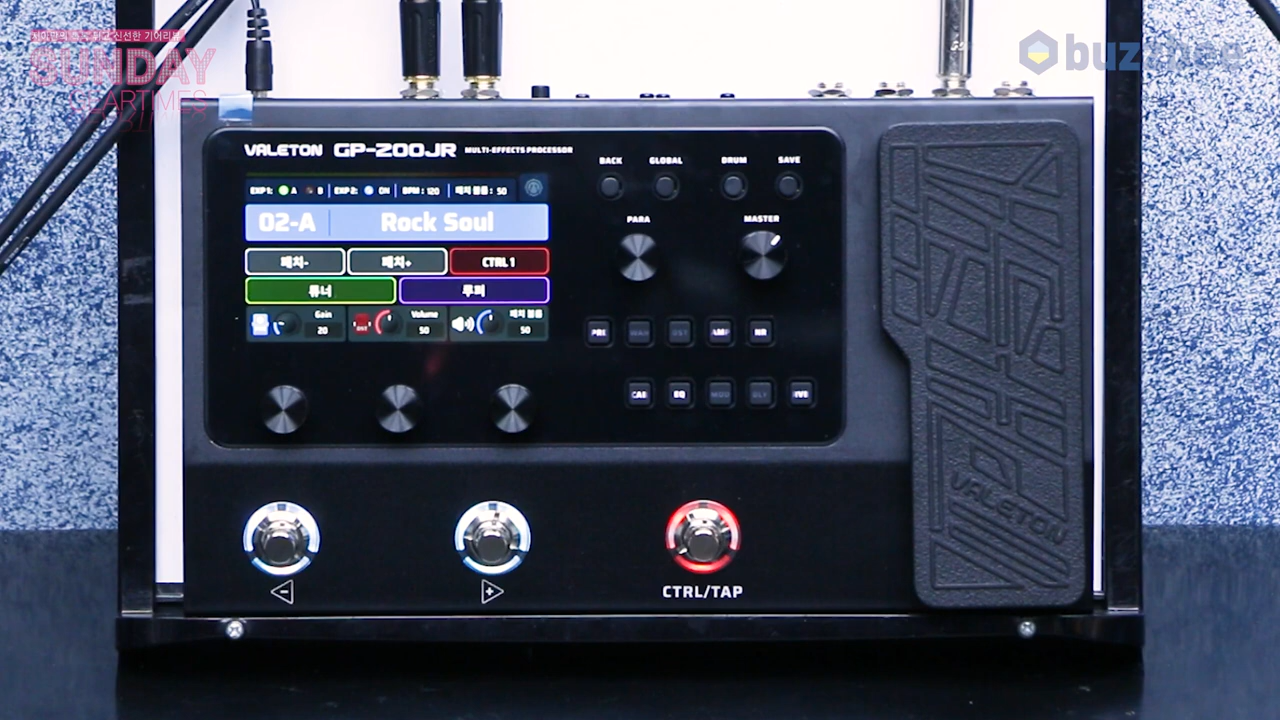 SUNDAY
GEARTIMES
buzzbee
VALETON GP-200JR MULTI-EFFECTS PROCESSOR
BACK GLOBAL DRUM SAVE
EXP1: A B EXP2: ON BPM : 120 패치 볼륨 : 50
02-A Rock Soul
PARA MASTER
패치- 패치+ CTRL 1
튜너 루퍼
Gain 20 Volume 50 패치 볼륨 50
PRE WAH DST AMP NR
CAB EQ MOD DLY RVB
- + CTRL/TAP
VALETON